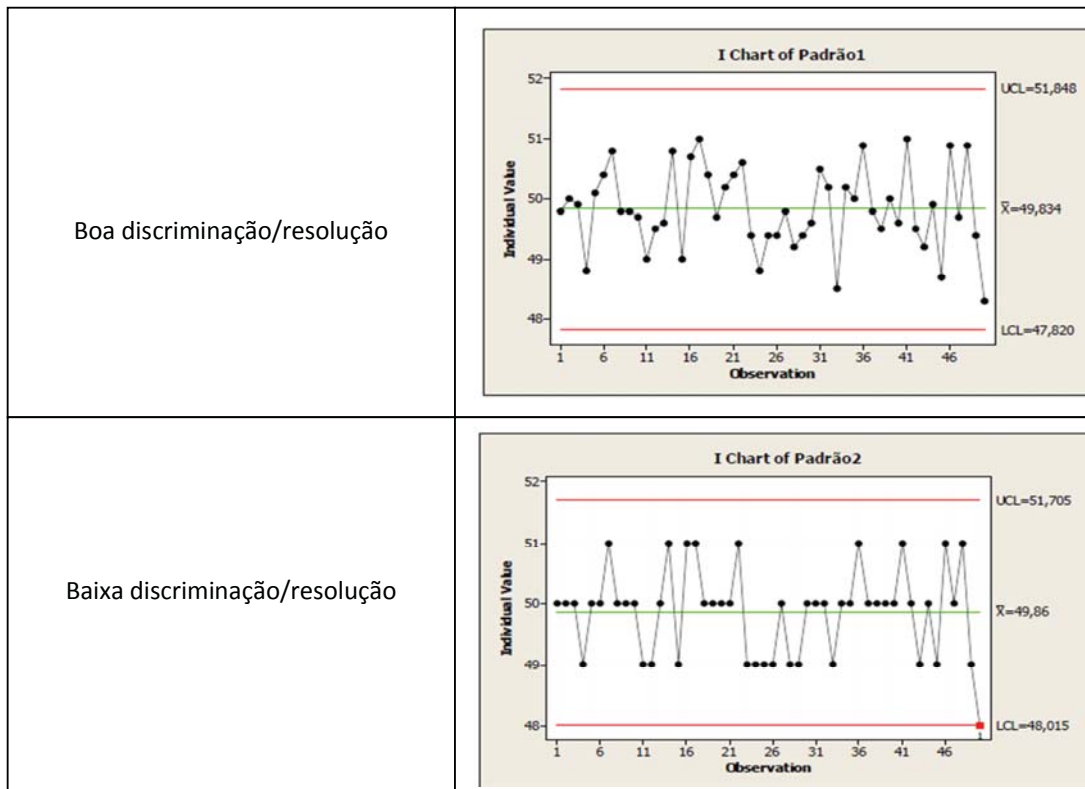 Boa discriminação/resolução
I Chart of Padrão1
Individual Value
52
51
50
49
48
UCL=51,848
X̅=49,834
LCL=47,820
1 6 11 16 21 26 31 36 41 46
Observation
Baixa discriminação/resolução
I Chart of Padrão2
Individual Value
52
51
50
49
48
UCL=51,705
X̅=49,86
LCL=48,015
1
1 6 11 16 21 26 31 36 41 46
Observation